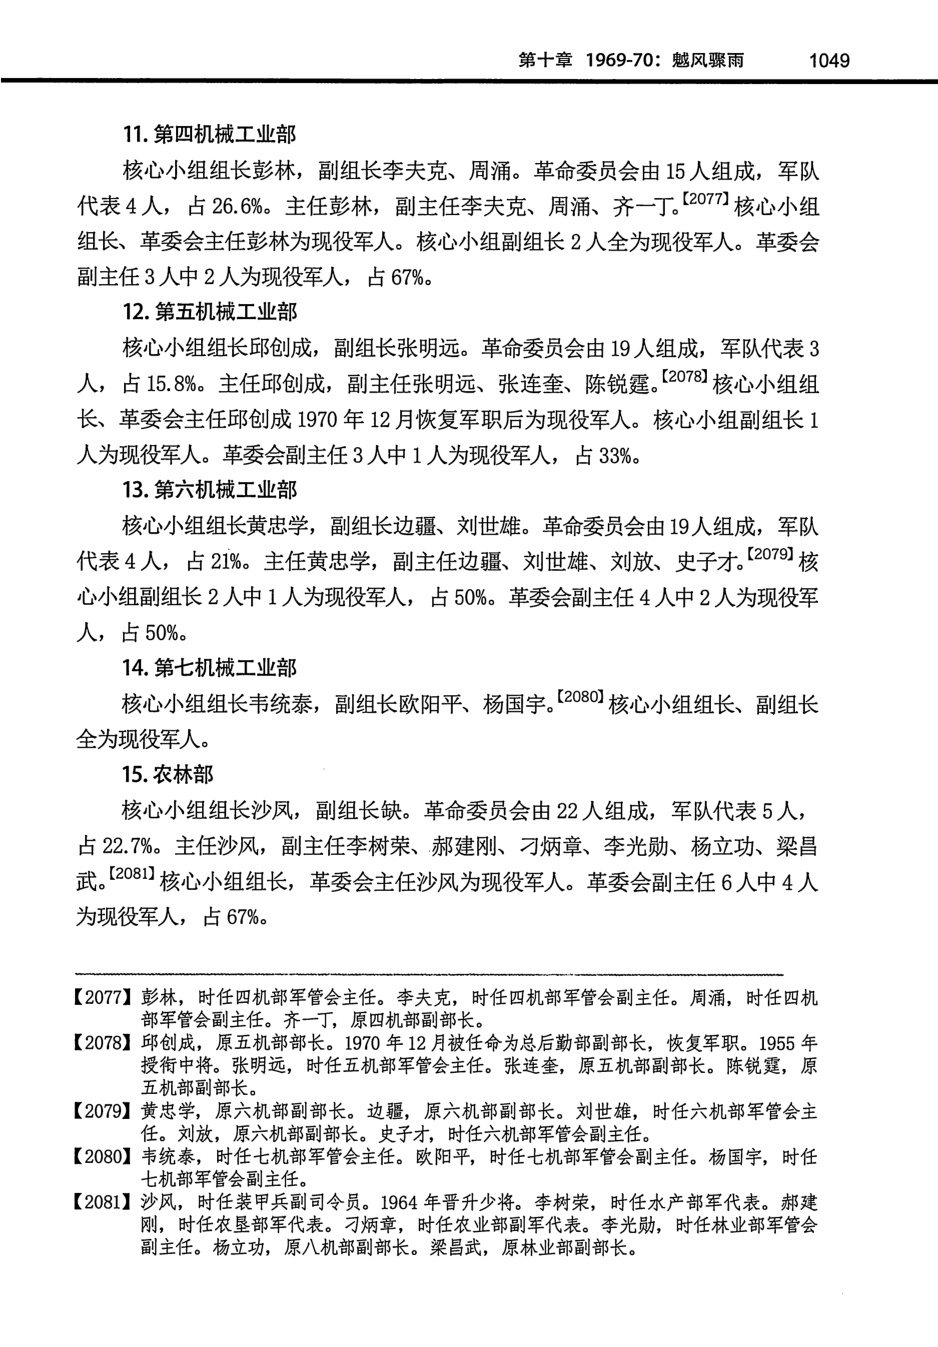 第十章 1969-70：魆风骤雨 1049
11. 第四机械工业部
核心小组组长彭林，副组长李夫克、周涌。革命委员会由 15 人组成，军队
代表 4 人，占 26.6%。主任彭林，副主任李夫克、周涌、齐一丁。【2077】核心小组
组长、革委会主任彭林为现役军人。核心小组副组长 2 人全为现役军人。革委会
副主任 3 人中 2 人为现役军人，占 67%。
12. 第五机械工业部
核心小组组长邱创成，副组长张明远。革命委员会由 19 人组成，军队代表 3
人，占 15.8%。主任邱创成，副主任张明远、张连奎、陈锐霆。【2078】核心小组组
长、革委会主任邱创成 1970 年 12 月恢复军职后为现役军人。核心小组副组长 1
人为现役军人。革委会副主任 3 人中 1 人为现役军人，占 33%。
13. 第六机械工业部
核心小组组长黄忠学，副组长边疆、刘世雄。革命委员会由 19 人组成，军队
代表 4 人，占 21%。主任黄忠学，副主任边疆、刘世雄、刘放、史子才。【2079】核
心小组副组长 2 人中 1 人为现役军人，占 50%。革委会副主任 4 人中 2 人为现役军
人，占 50%。
14. 第七机械工业部
核心小组组长韦统泰，副组长欧阳平、杨国宇。【2080】核心小组组长、副组长
全为现役军人。
15. 农林部
核心小组组长沙凤，副组长缺。革命委员会由 22 人组成，军队代表 5 人，
占 22.7%。主任沙风，副主任李树荣、郝建刚、刁炳章、李光勋、杨立功、梁昌
武。【2081】核心小组组长，革委会主任沙风为现役军人。革委会副主任 6 人中 4 人
为现役军人，占 67%。
【2077】彭林，时任四机部军管会主任。李夫克，时任四机部军管会副主任。周涌，时任四机
部军管会副主任。齐一丁，原四机部副部长。
【2078】邱创成，原五机部部长。1970 年 12 月被任命为总后勤部副部长，恢复军职。1955 年
授衔中将。张明远，时任五机部军管会主任。张连奎，原五机部副部长。陈锐霆，原
五机部副部长。
【2079】黄忠学，原六机部副部长。边疆，原六机部副部长。刘世雄，时任六机部军管会主
任。刘放，原六机部副部长。史子才，时任六机部军管会副主任。
【2080】韦统泰，时任七机部军管会主任。欧阳平，时任七机部军管会副主任。杨国宇，时任
七机部军管会副主任。
【2081】沙风，时任装甲兵副司令员。1964 年晋升少将。李树荣，时任水产部军代表。郝建
刚，时任农垦部军代表。刁炳章，时任农业部副军代表。李光勋，时任林业部军管会
副主任。杨立功，原八机部副部长。梁昌武，原林业部副部长。